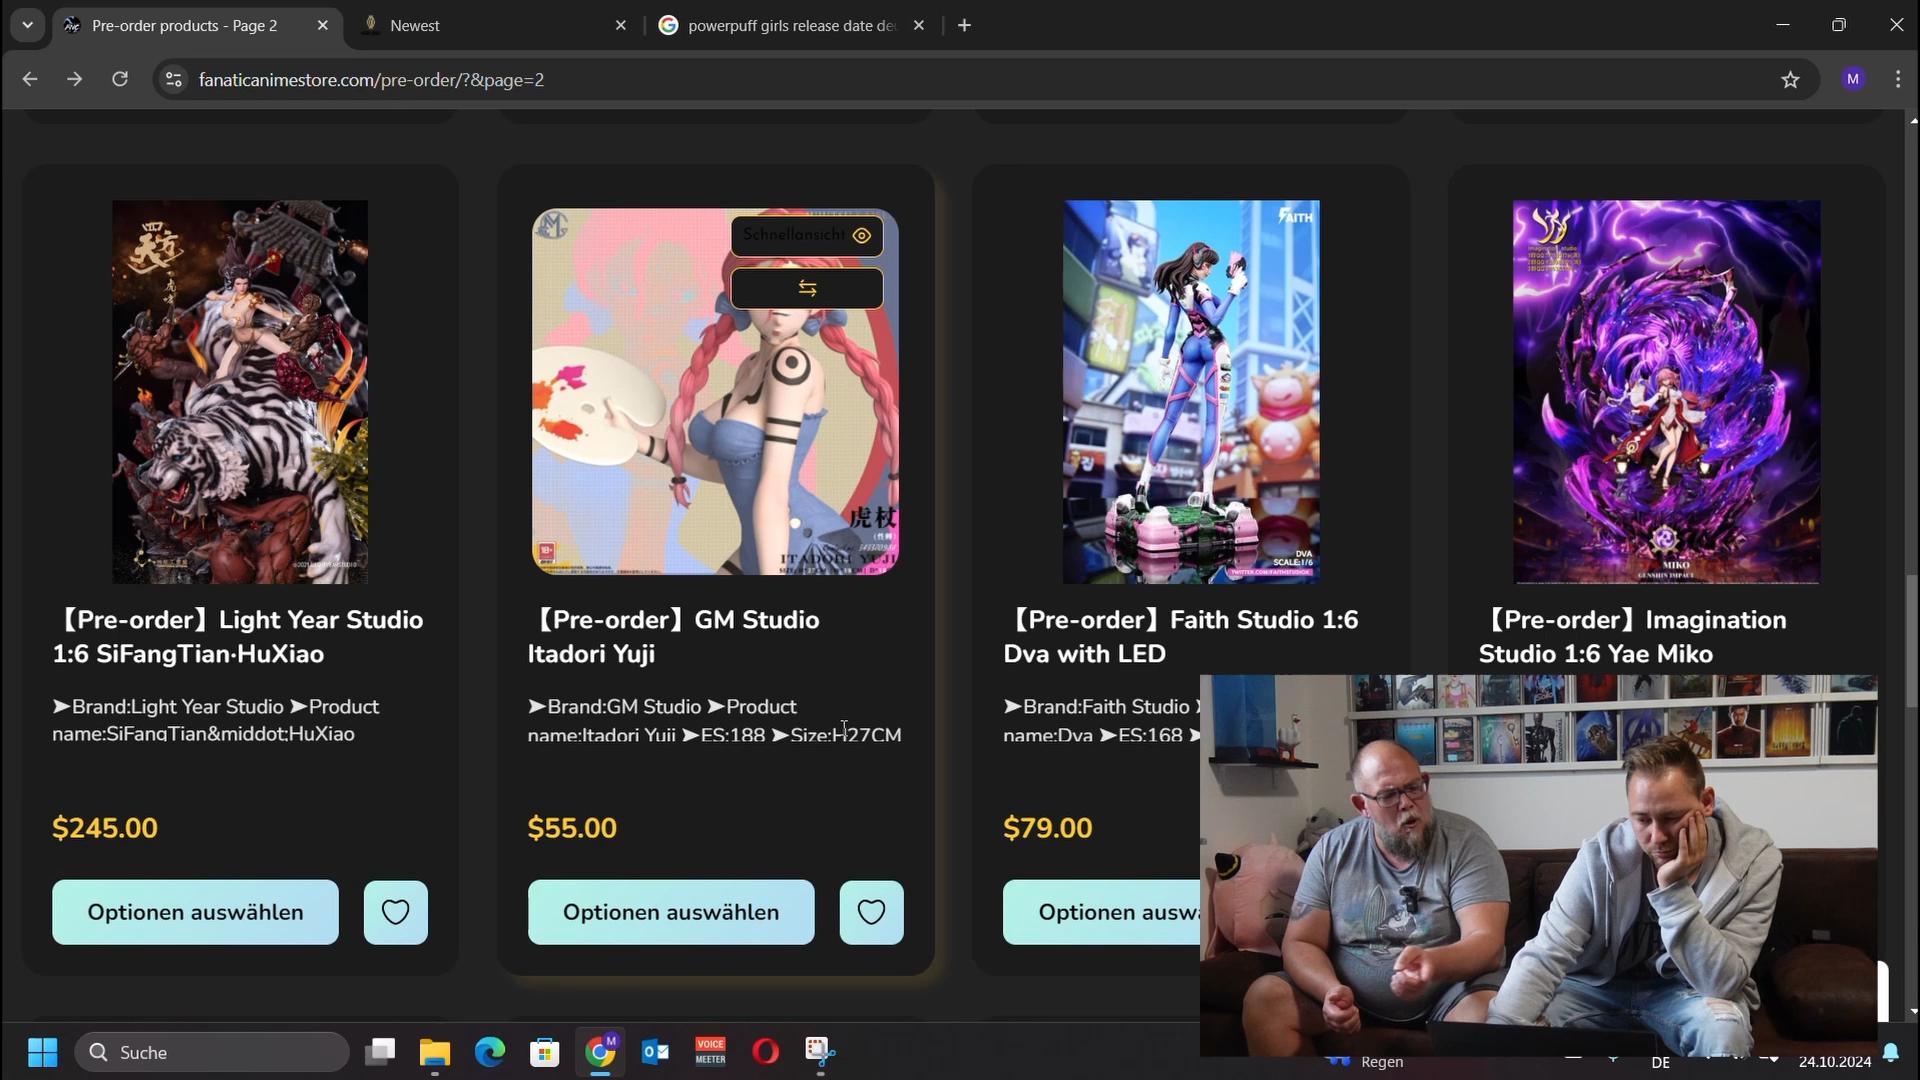 Pre-order products - Page 2
Newest
powerpuff girls release date de
fanaticanimestore.com/pre-order/?&page=2
M
Schnellansicht
虎杖
ITADORI YUJI
18+
FAITH
DVA
SCALE:1/6
MIKO
GENSHIN IMPACT
【Pre-order】Light Year Studio
1:6 SiFangTian·HuXiao
➤Brand:Light Year Studio ➤Product
name:SiFangTian&middot;HuXiao
$245.00
Optionen auswählen
【Pre-order】GM Studio
Itadori Yuji
➤Brand:GM Studio ➤Product
name:Itadori Yuji ➤ES:188 ➤Size:H27CM
$55.00
Optionen auswählen
【Pre-order】Faith Studio 1:6
Dva with LED
➤Brand:Faith Studio
name:Dva ➤ES:168 ➤
$79.00
Optionen ausw
【Pre-order】Imagination
Studio 1:6 Yae Miko
Suche
M
VOICE
MEETER
Regen
DE
24.10.2024